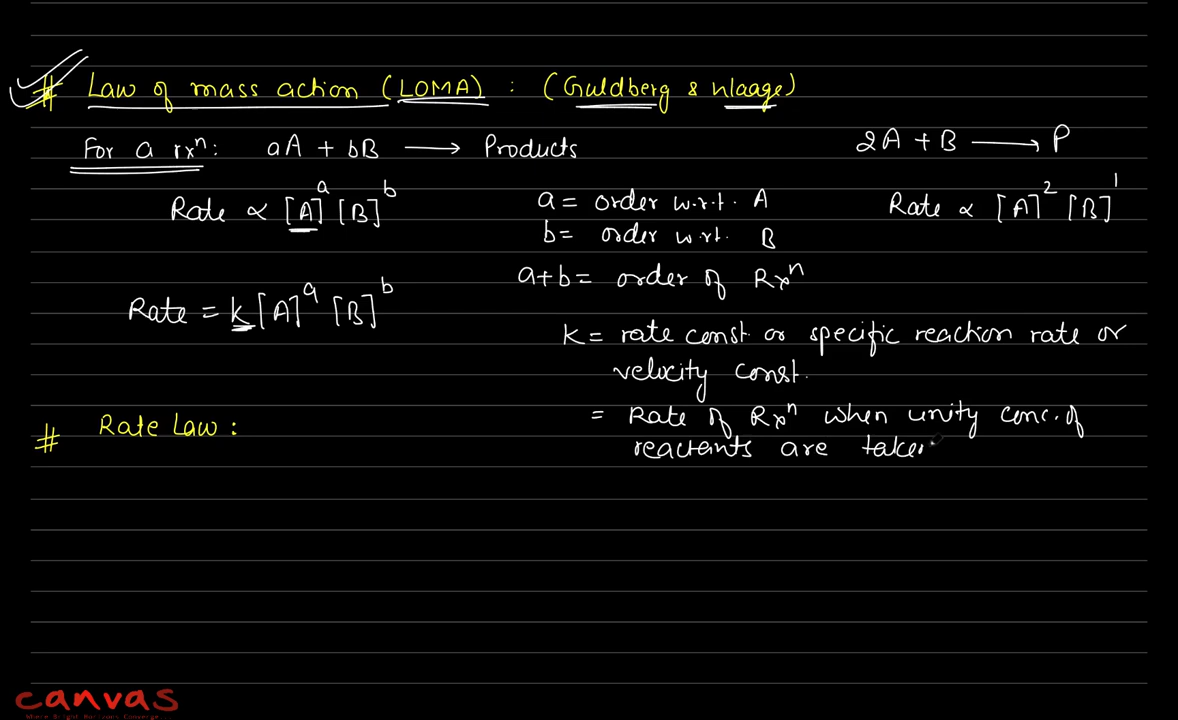 # Law of mass action (LOMA) : (Guldberg & Waage)
For a rxⁿ: aA + bB ⟶ Products
2A + B ⟶ P
Rate ∝ [A]ᵃ [B]ᵇ
a = order w.r.t. A
Rate ∝ [A]² [B]¹
b = order w.r.t. B
a+b = order of Rxⁿ
Rate = k[A]ᵃ [B]ᵇ
K = rate const. or specific reaction rate or
velocity const.
= Rate of Rxⁿ when unity conc. of
reactants are taken
# Rate Law :
canvas